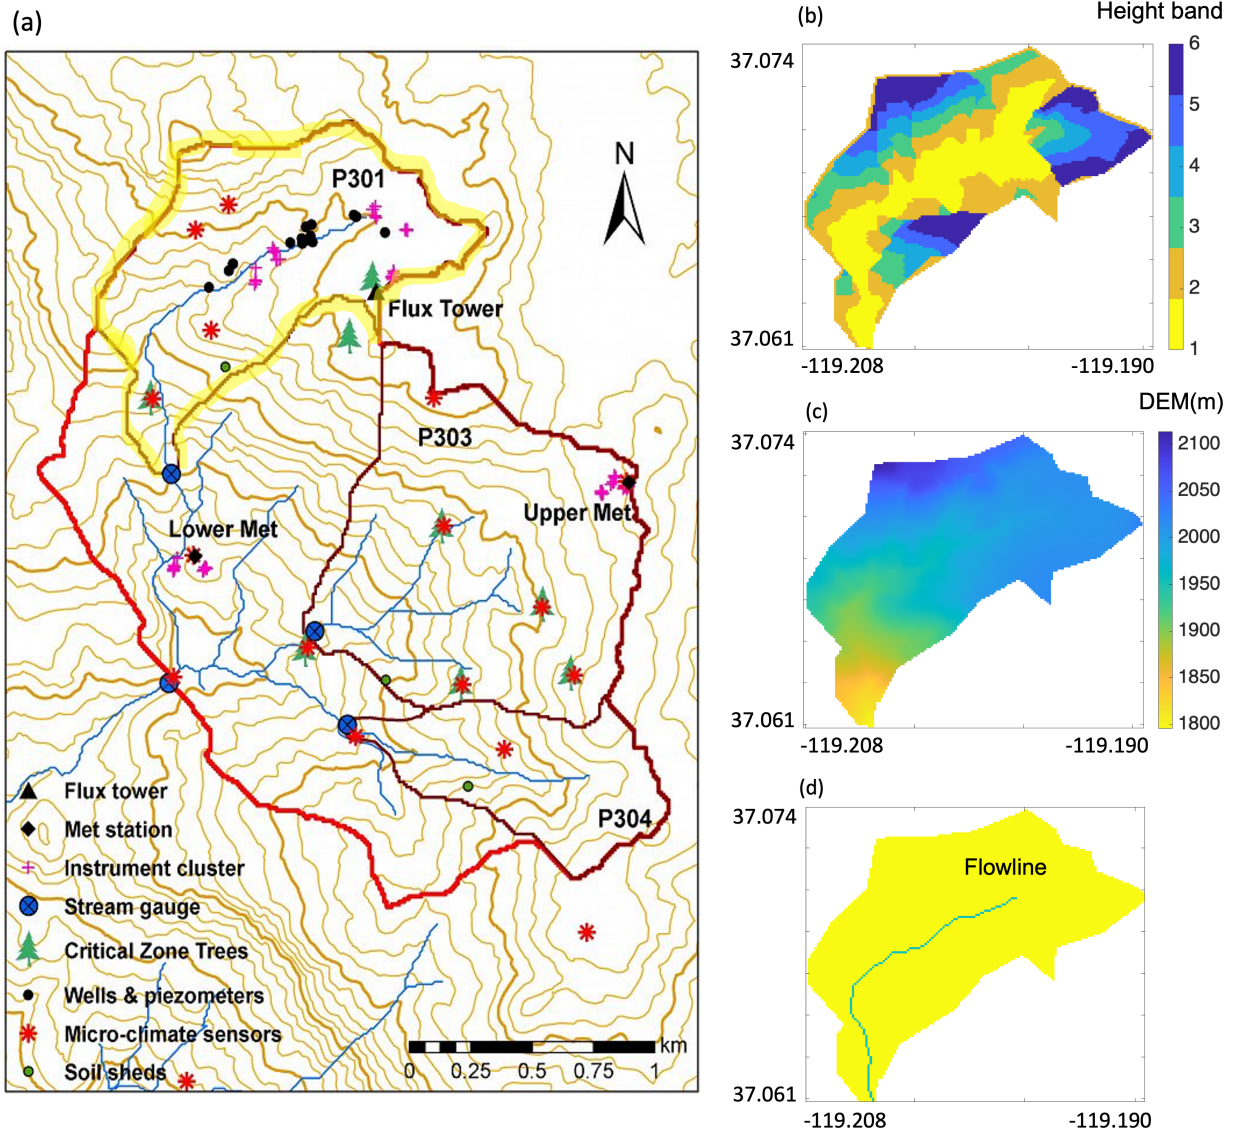 (a)
P301
N
Flux Tower
P303
Upper Met
Lower Met
P304
Flux tower
Met station
Instrument cluster
Stream gauge
Critical Zone Trees
Wells & piezometers
Micro-climate sensors
Soil sheds
km
0 0.25 0.5 1
(b)
Height band
37.074
37.061
-119.208 -119.190
6
5
4
3
2
1
(c)
DEM(m)
37.074
37.061
-119.208 -119.190
2100
2050
2000
1950
1900
1850
1800
(d)
37.074
Flowline
37.061
-119.208 -119.190